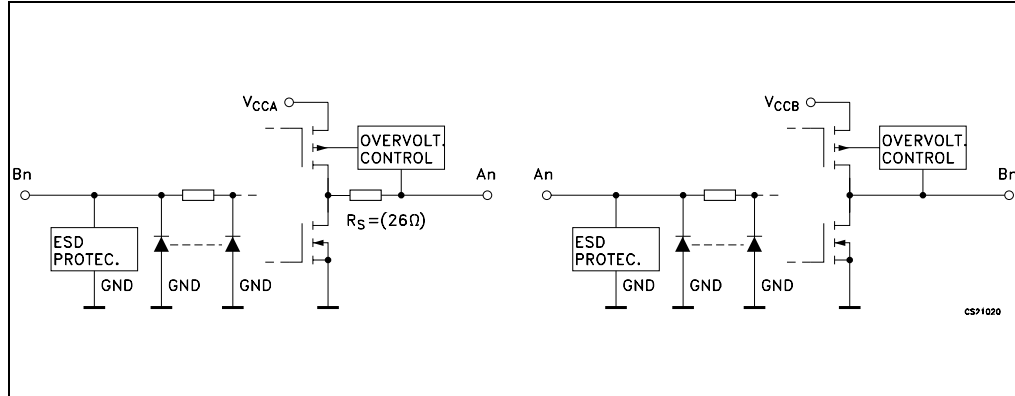 VCCA
OVERVOLT.
CONTROL
Bn
An
RS=(26Ω)
ESD
PROTEC.
GND
GND
GND
VCCB
OVERVOLT.
CONTROL
An
Bn
ESD
PROTEC.
GND
GND
GND
CS21020